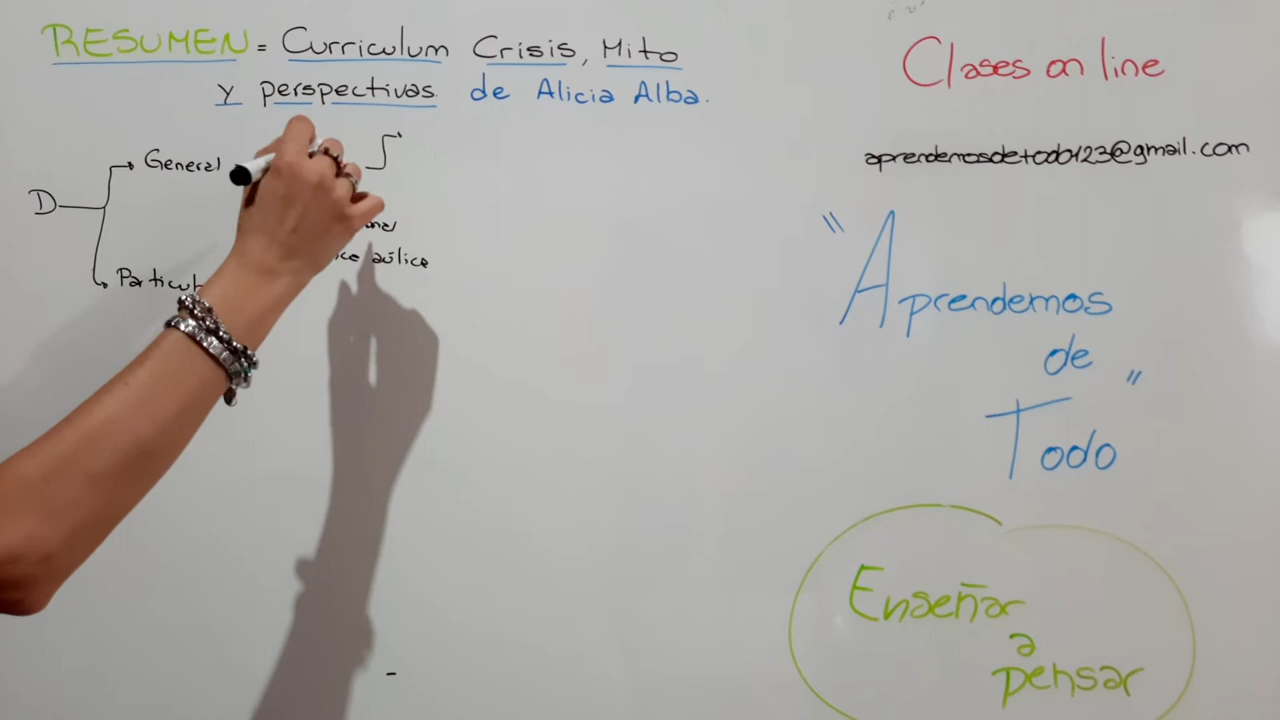 RESUMEN = Curriculum Crisis, Mito
y perspectivas de Alicia Alba.
General
D
aúlica
Clases on line
aprendemosdetodo123@gmail.com
"Aprendemos
de
Todo"
Enseñar
a
pensar